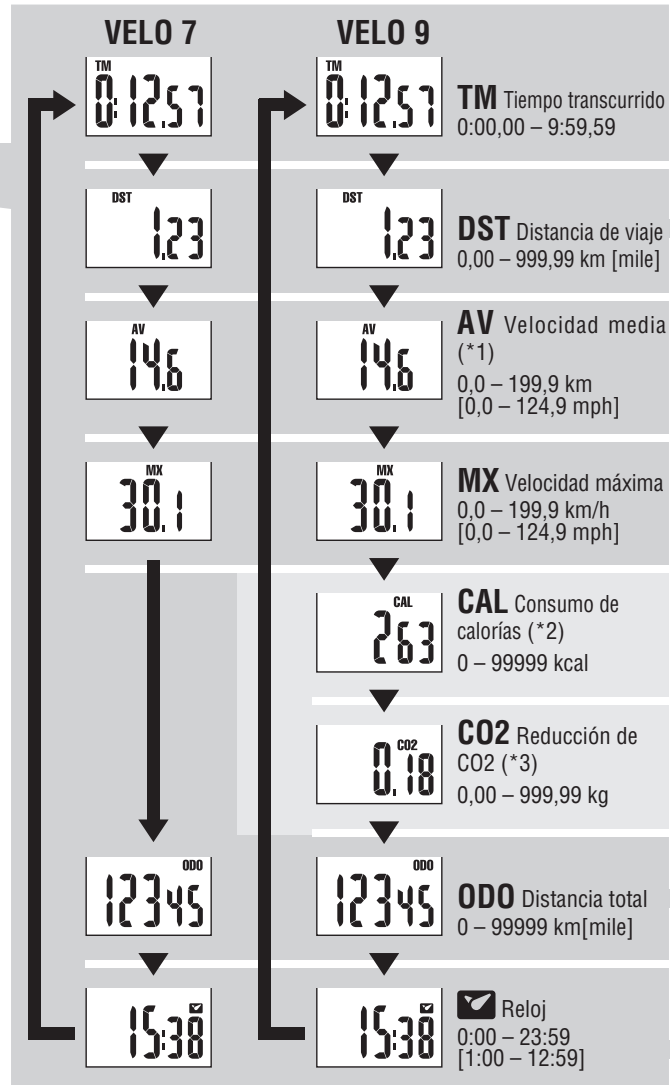 VELO 7 VELO 9
TM TM
0:12.57 0:12.57
TM Tiempo transcurrido
0:00,00 – 9:59,59
DST DST
1.23 1.23
DST Distancia de viaje
0,00 – 999,99 km [mile]
AV AV
14.6 14.6
AV Velocidad media
(*1)
0,0 – 199,9 km
[0,0 – 124,9 mph]
MX MX
30.1 30.1
MX Velocidad máxima
0,0 – 199,9 km/h
[0,0 – 124,9 mph]
CAL
263
CAL Consumo de
calorías (*2)
0 – 99999 kcal
CO2
0.18
CO2 Reducción de
CO2 (*3)
0,00 – 999,99 kg
ODO ODO
12345 12345
ODO Distancia total
0 – 99999 km[mile]
15:38 15:38
Reloj
0:00 – 23:59
[1:00 – 12:59]